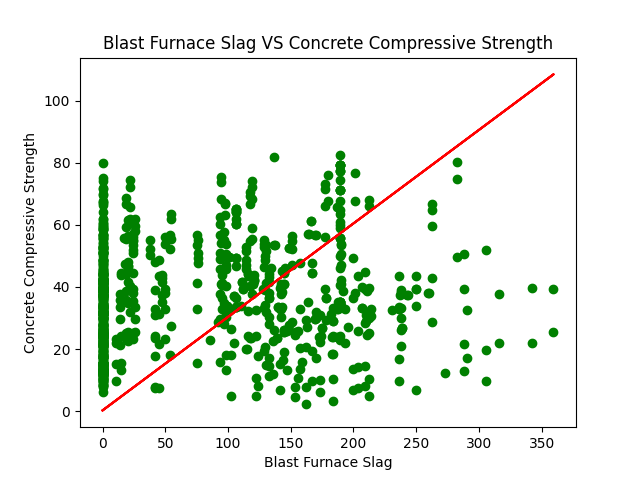 Blast Furnace Slag VS Concrete Compressive Strength
100
80
60
40
20
0
Concrete Compressive Strength
0 50 100 150 200 250 300 350
Blast Furnace Slag